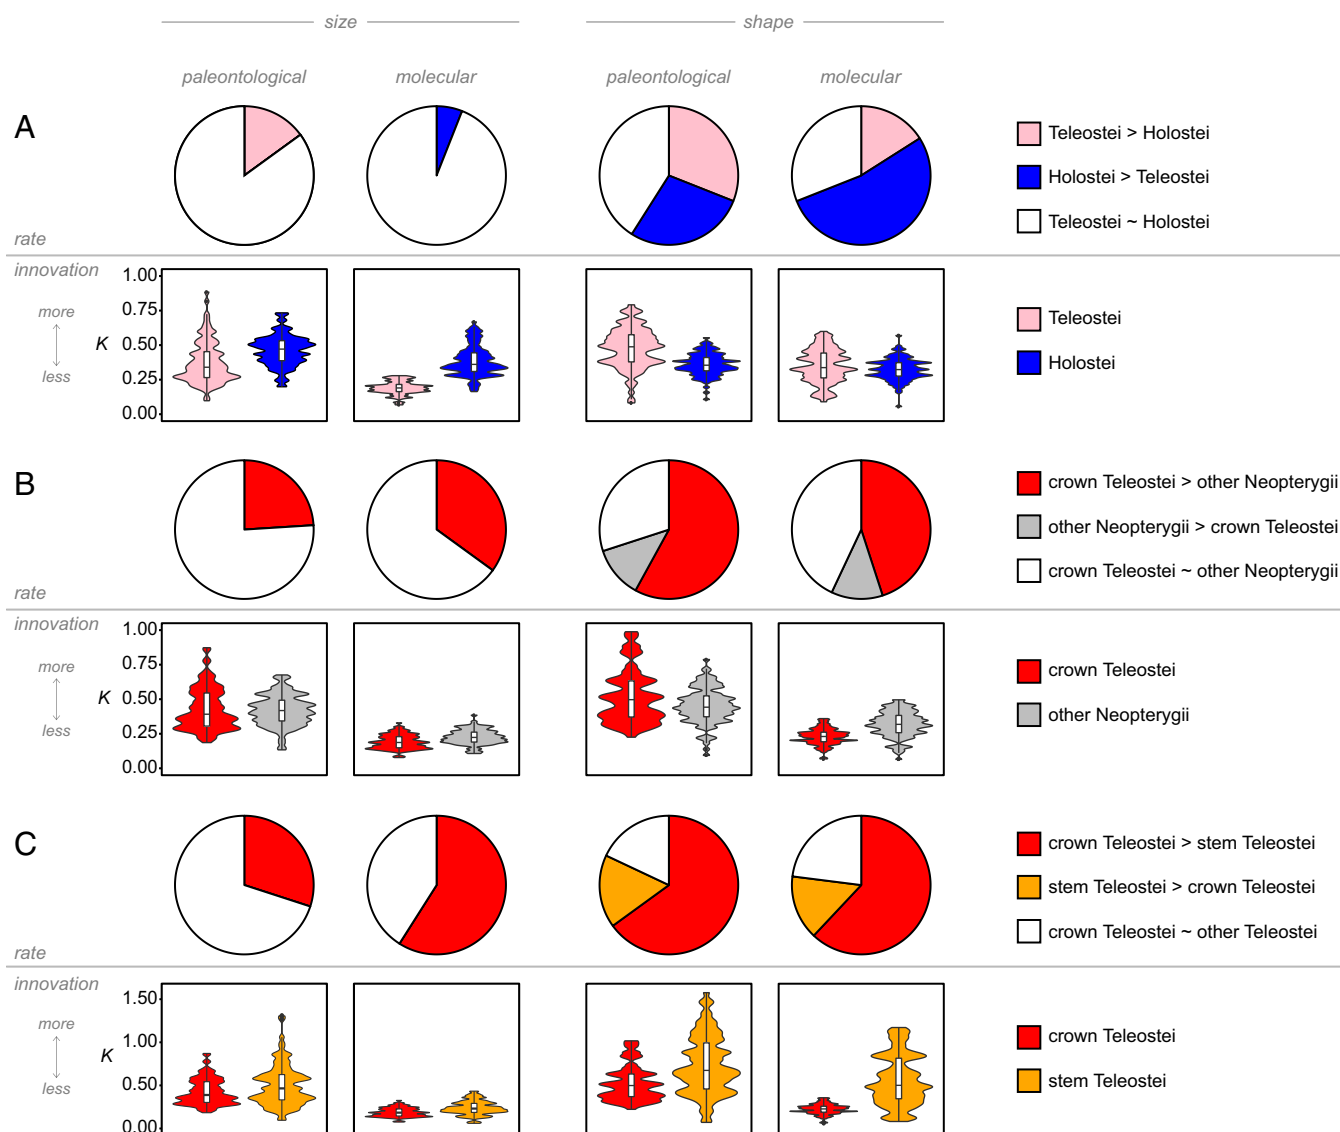 size shape
paleontological molecular paleontological molecular
A
Teleostei > Holostei
Holostei > Teleostei
Teleostei ~ Holostei
rate
innovation
more
less
K
1.00
0.75
0.50
0.25
0.00
Teleostei
Holostei
B
crown Teleostei > other Neopterygii
other Neopterygii > crown Teleostei
crown Teleostei ~ other Neopterygii
rate
innovation
more
less
K
1.00
0.75
0.50
0.25
0.00
crown Teleostei
other Neopterygii
C
crown Teleostei > stem Teleostei
stem Teleostei > crown Teleostei
crown Teleostei ~ other Teleostei
rate
innovation
more
less
K
1.50
1.00
0.50
0.00
crown Teleostei
stem Teleostei